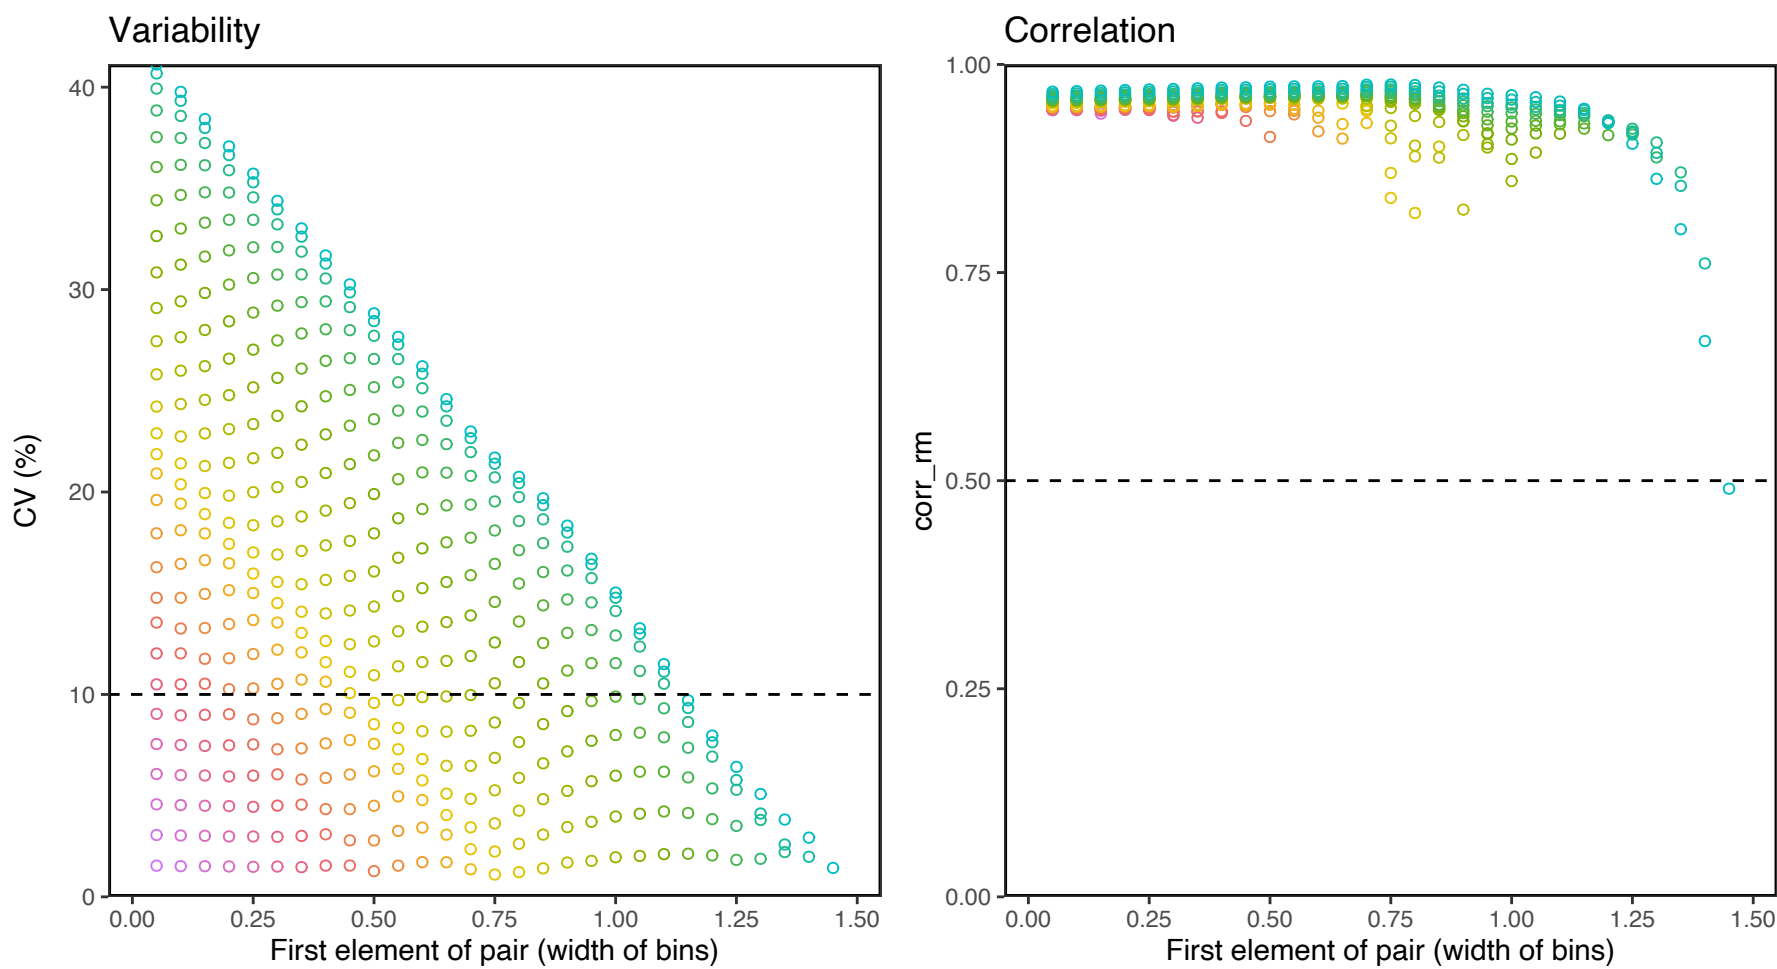 Variability
CV (%)
40
30
20
10
0
0.00 0.25 0.50 0.75 1.00 1.25 1.50
First element of pair (width of bins)
Correlation
corr_rm
1.00
0.75
0.50
0.25
0.00
0.00 0.25 0.50 0.75 1.00 1.25 1.50
First element of pair (width of bins)